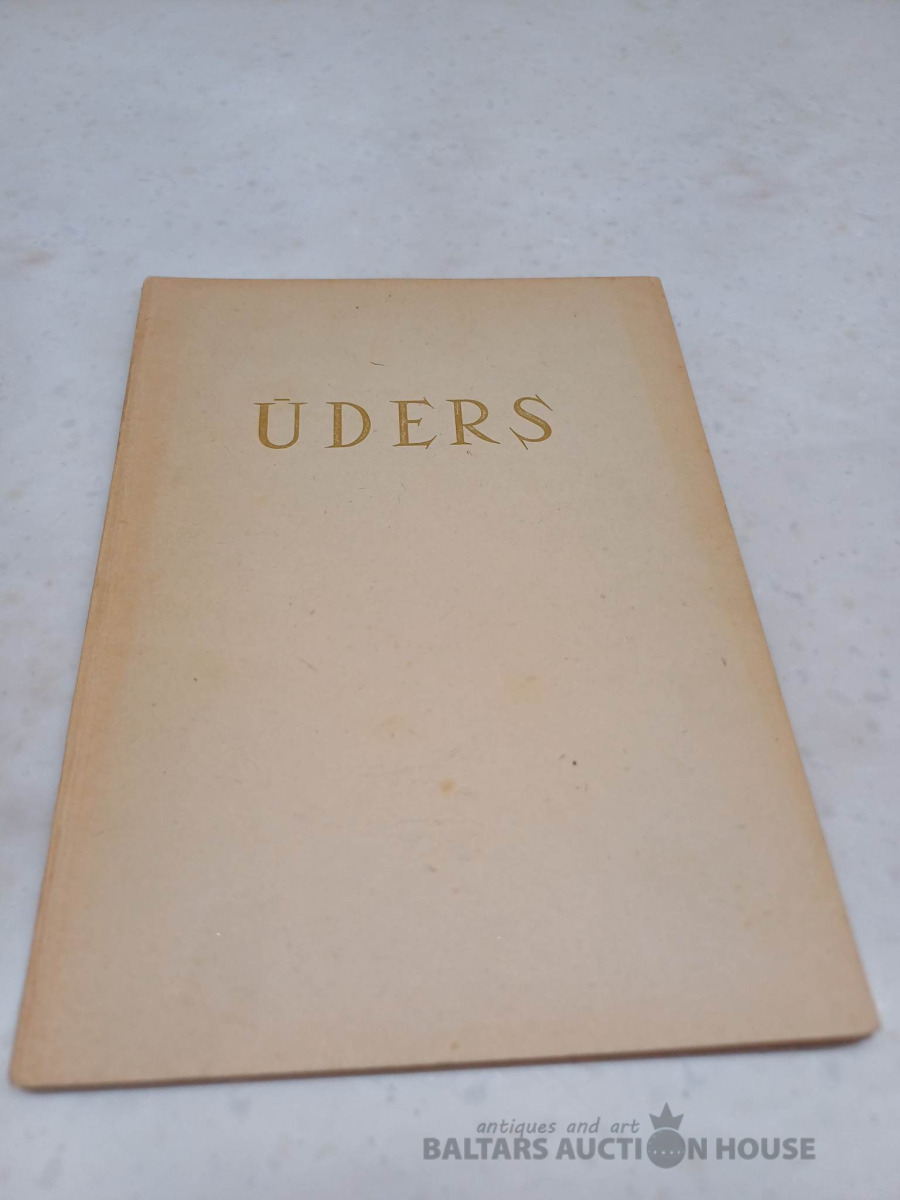 ŪDERS
antiques and art
BALTARS AUCTION HOUSE